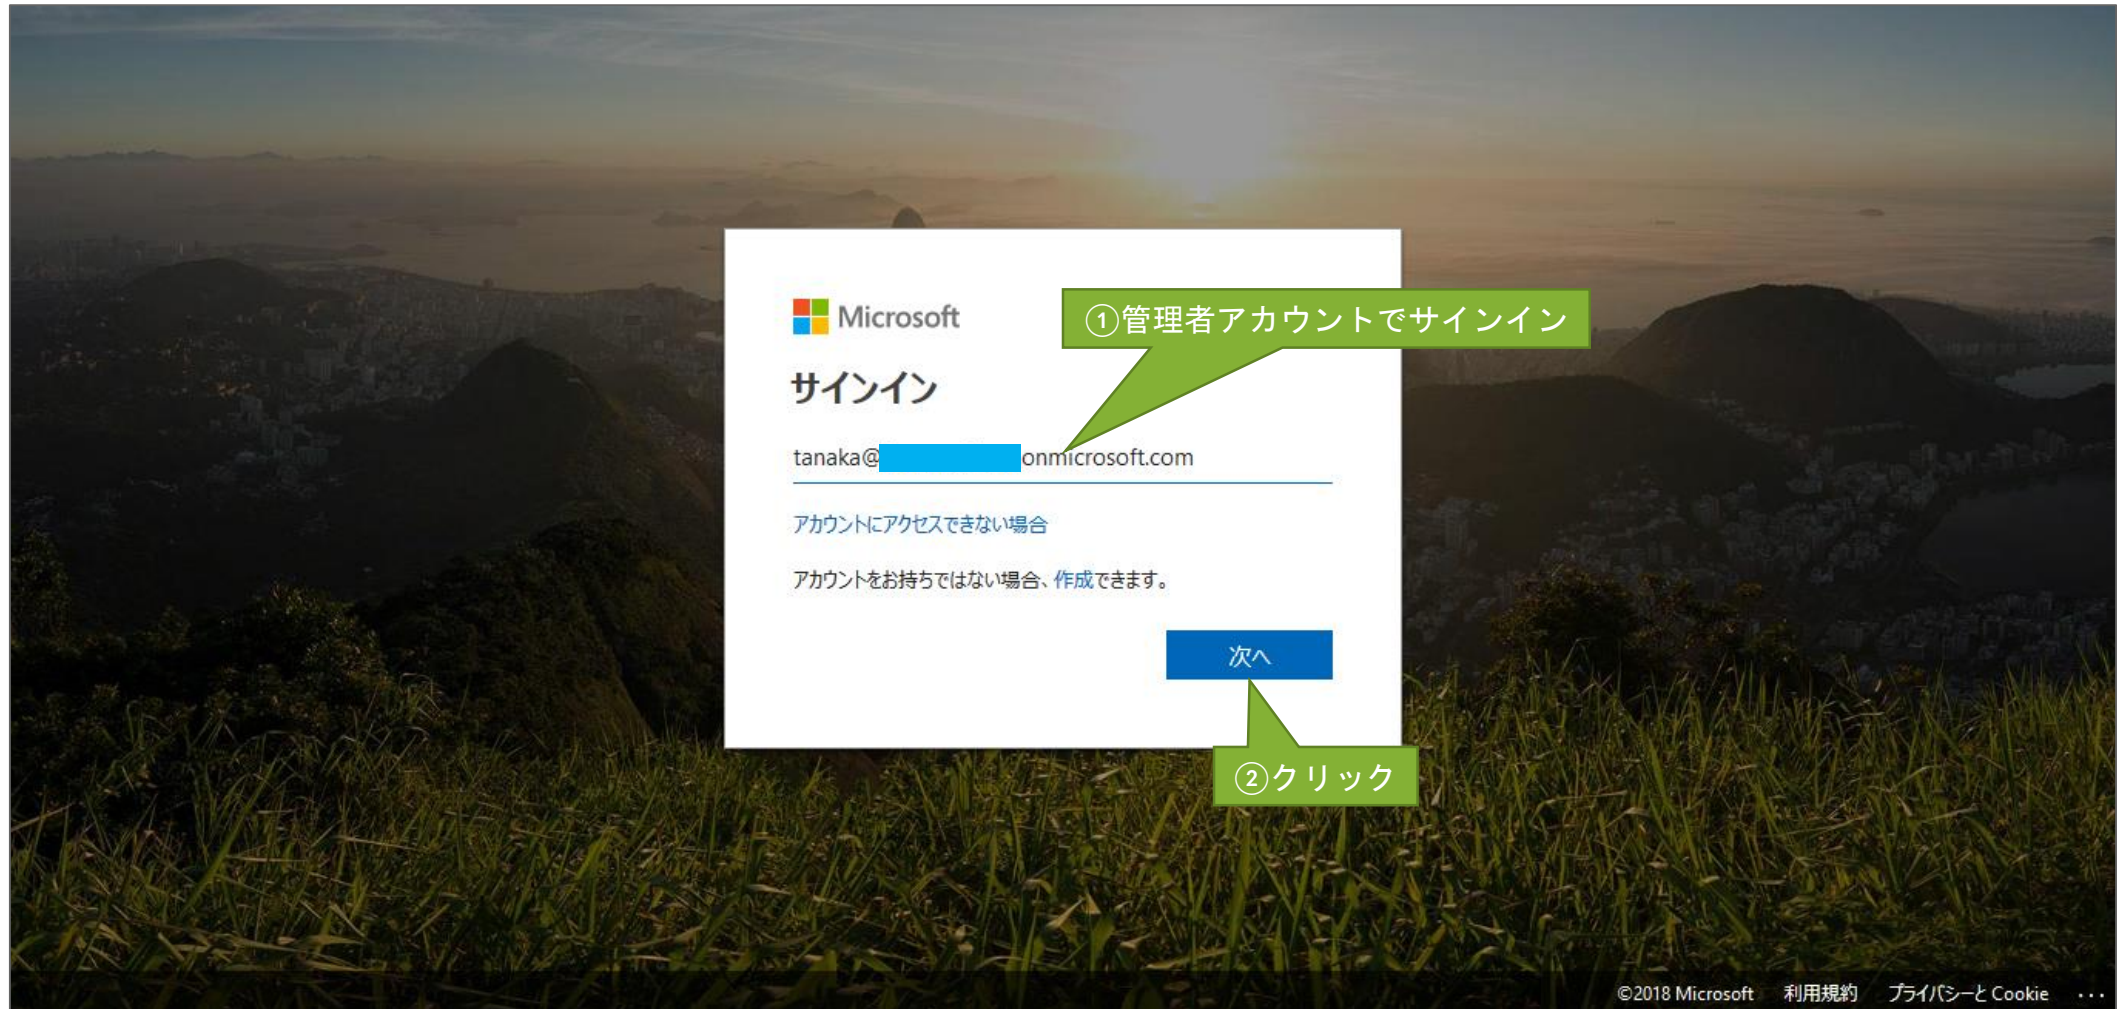 Microsoft
①管理者アカウントでサインイン
サインイン
tanaka@ onmicrosoft.com
アカウントにアクセスできない場合
アカウントをお持ちではない場合、作成できます。
次へ
②クリック
©2018 Microsoft 利用規約 プライバシーと Cookie ...